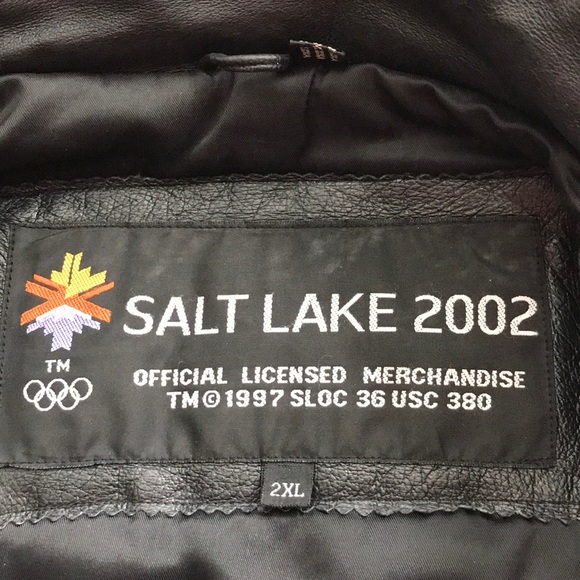 SALT LAKE 2002
TM
OFFICIAL LICENSED MERCHANDISE
TM © 1997 SLOC 36 USC 380
2XL